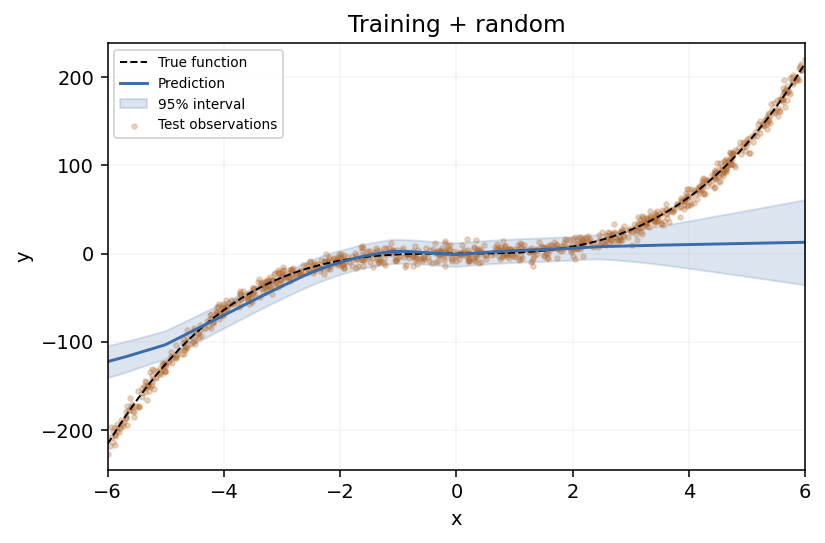 Training + random
True function
Prediction
95% interval
Test observations
200
100
0
−100
−200
y
−6
−4
−2
0
2
4
6
x